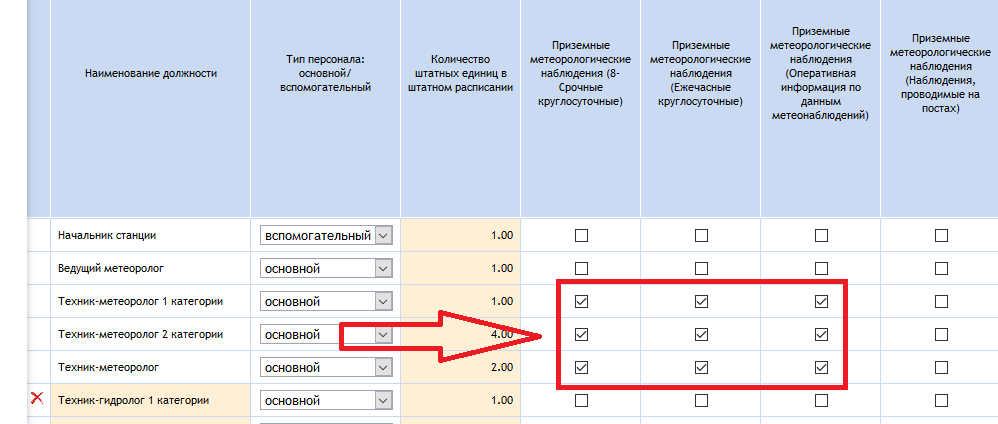 Наименование должности
Тип персонала:
основной/
вспомогательный
Количество
штатных единиц в
штатном расписании
Приземные
метеорологические
наблюдения (8-
Срочные
круглосуточные)
Приземные
метеорологические
наблюдения
(Ежечасные
круглосуточные)
Приземные
метеорологические
наблюдения
(Оперативная
информация по
данным
метеонаблюдений)
Приземные
метеорологические
наблюдения
(Наблюдения,
проводимые на
постах)
Начальник станции вспомогательный 1.00
Ведущий метеоролог основной 1.00
Техник-метеоролог 1 категории основной 1.00
Техник-метеоролог 2 категории основной 4.00
Техник-метеоролог основной 2.00
Техник-гидролог 1 категории основной 1.00